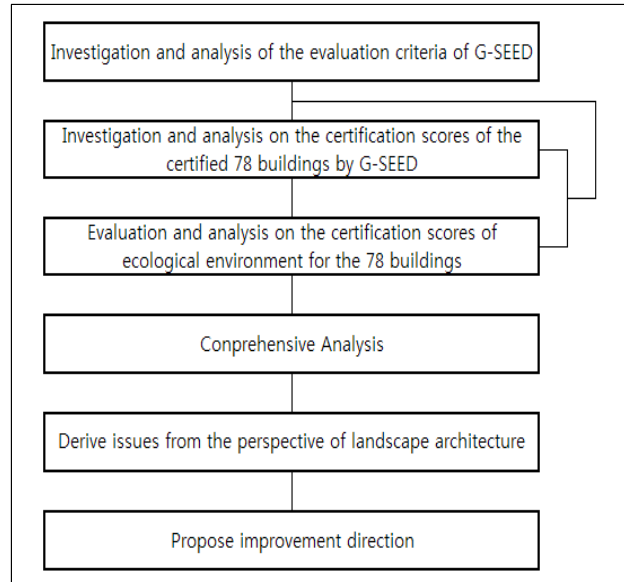 Investigation and analysis of the evaluation criteria of G-SEED
Investigation and analysis on the certification scores of the
certified 78 buildings by G-SEED
Evaluation and analysis on the certification scores of
ecological environment for the 78 buildings
Conprehensive Analysis
Derive issues from the perspective of landscape architecture
Propose improvement direction